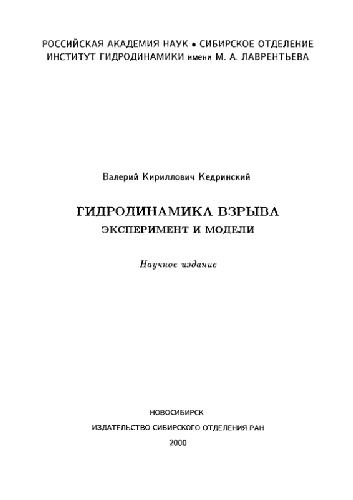 РОССИЙСКАЯ АКАДЕМИЯ НАУК • СИБИРСКОЕ ОТДЕЛЕНИЕ
ИНСТИТУТ ГИДРОДИНАМИКИ имени М. А. ЛАВРЕНТЬЕВА
Валерий Кириллович Кедринский
ГИДРОДИНАМИКА ВЗРЫВА
ЭКСПЕРИМЕНТ И МОДЕЛИ
Научное издание
НОВОСИБИРСК
ИЗДАТЕЛЬСТВО СИБИРСКОГО ОТДЕЛЕНИЯ РАН
2000